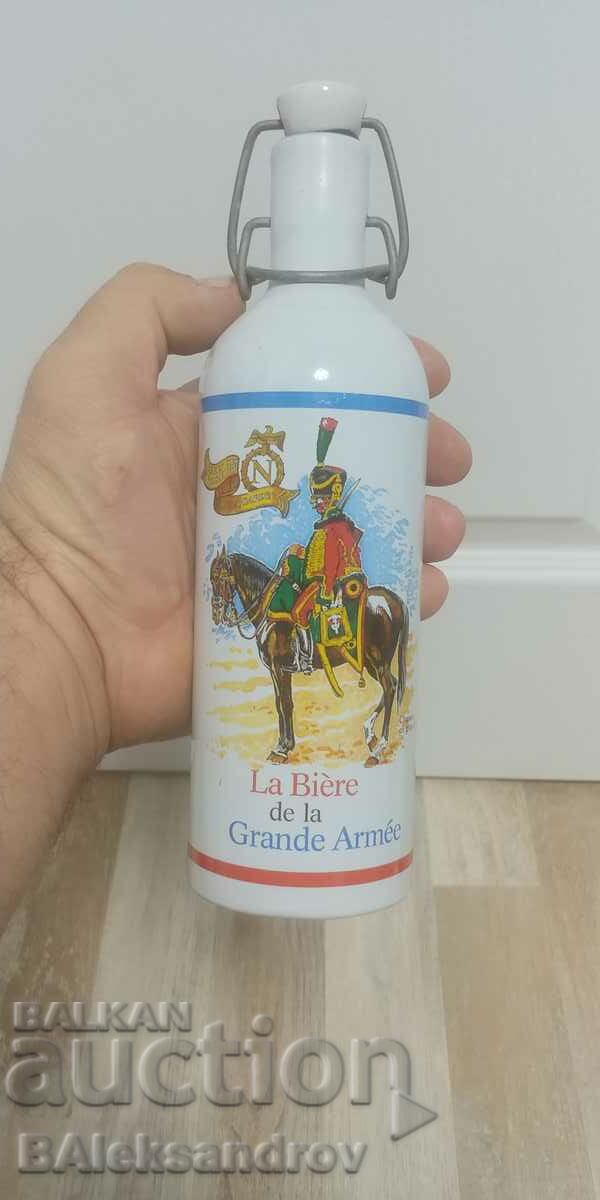 N
La Bière
de la
Grande Armée
BALKAN
auction
BAleksandrov